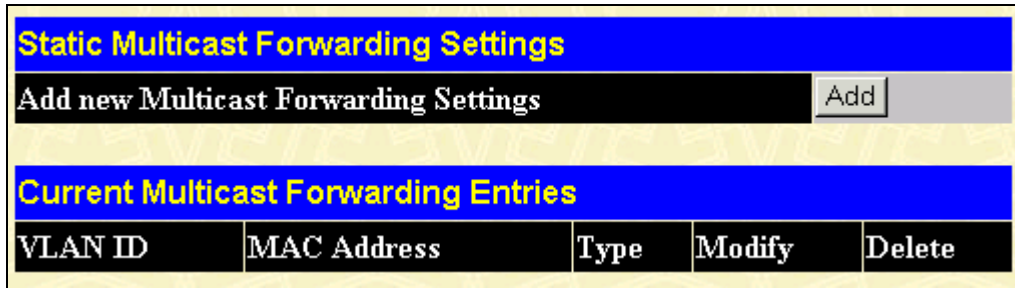 Static Multicast Forwarding Settings
Add new Multicast Forwarding Settings Add
Current Multicast Forwarding Entries
VLAN ID MAC Address Type Modify Delete